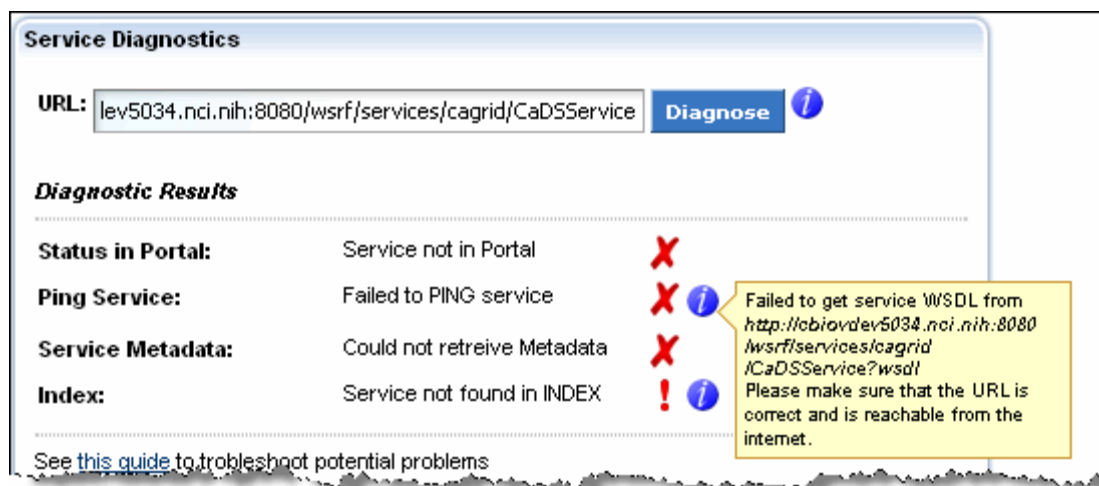 Service Diagnostics
URL: lev5034.nci.nih:8080/wsrf/services/cagrid/CaDSService Diagnose i
Diagnostic Results
Status in Portal: Service not in Portal
Ping Service: Failed to PING service i
Service Metadata: Could not retreive Metadata
Index: Service not found in INDEX ! i
Failed to get service WSDL from
http://cbiovdev5034.nci.nih:8080
/wsrf/services/cagrid
/CaDSService?wsdl
Please make sure that the URL is
correct and is reachable from the
internet.
See this guide to trobleshoot potential problems